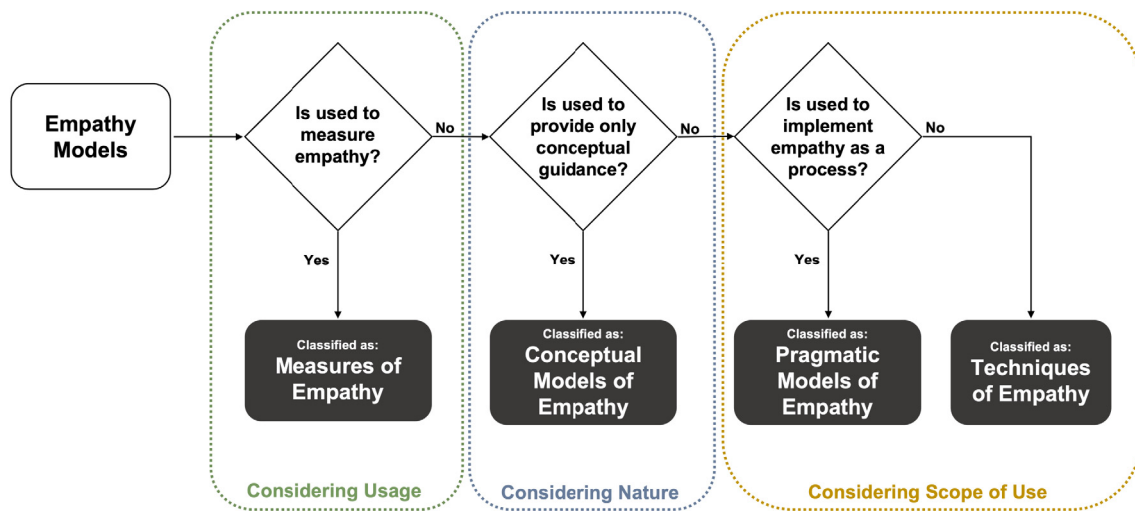 Empathy
Models
Is used to
measure
empathy?
No
Yes
Classified as:
Measures of
Empathy
Considering Usage
Is used to
provide only
conceptual
guidance?
No
Yes
Classified as:
Conceptual
Models of
Empathy
Considering Nature
Is used to
implement
empathy as a
process?
No
Yes
Classified as:
Pragmatic
Models of
Empathy
Classified as:
Techniques
of Empathy
Considering Scope of Use